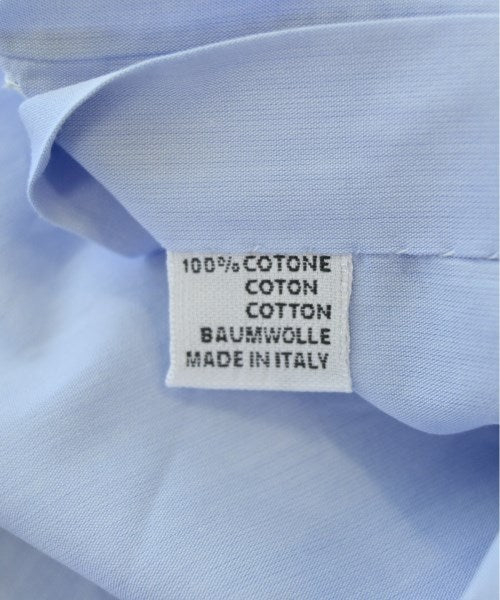 100% COTONE
COTON
COTTON
BAUMWOLLE
MADE IN ITALY